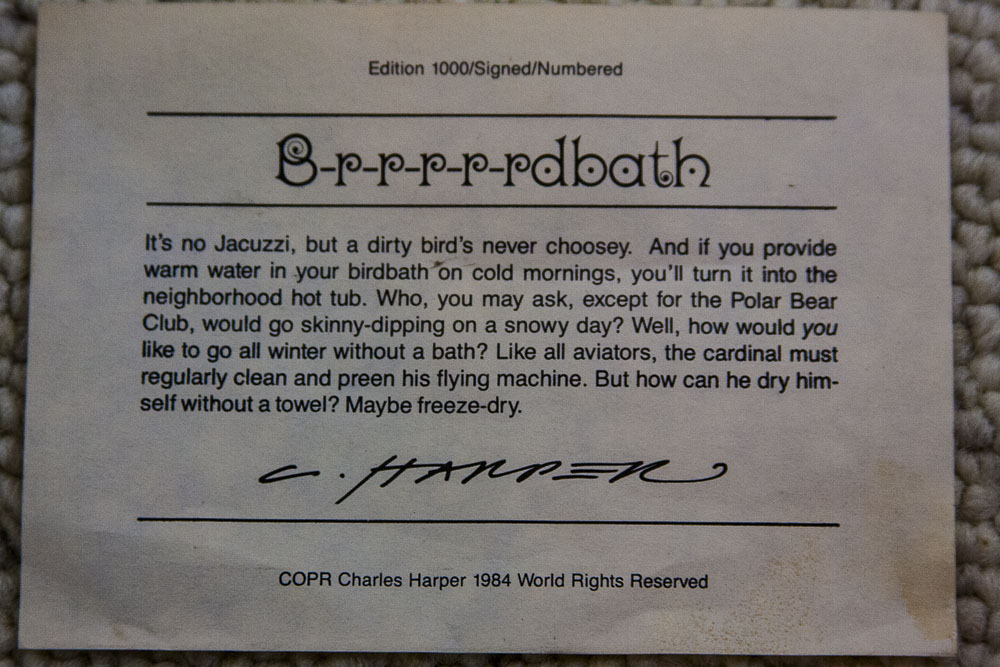 Edition 1000/Signed/Numbered
B-r-r-r-r-rdbath
It's no Jacuzzi, but a dirty bird's never choosey. And if you provide
warm water in your birdbath on cold mornings, you'll turn it into the
neighborhood hot tub. Who, you may ask, except for the Polar Bear
Club, would go skinny-dipping on a snowy day? Well, how would you
like to go all winter without a bath? Like all aviators, the cardinal must
regularly clean and preen his flying machine. But how can he dry him-
self without a towel? Maybe freeze-dry.
C. HARPER
COPR Charles Harper 1984 World Rights Reserved